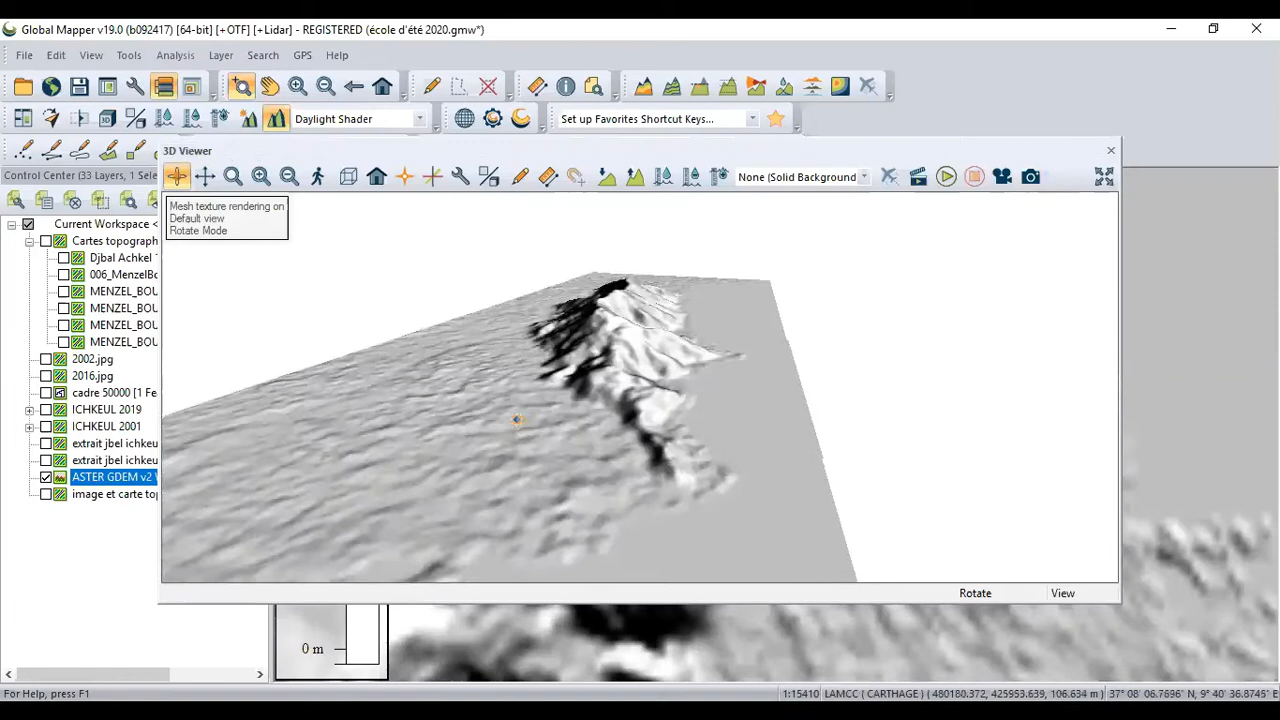 Global Mapper v19.0 (b092417) [64-bit] [+OTF] [+Lidar] - REGISTERED (école d'été 2020.gmw*)
File Edit View Tools Analysis Layer Search GPS Help
Daylight Shader
Set up Favorites Shortcut Keys...
3D Viewer
Control Center (33 Layers, 1 Sele
None (Solid Background
Mesh texture rendering on
Default view
Rotate Mode
Current Workspace <
Cartes topograph
Djbal Achkel
006_MenzelBo
MENZEL_BOU
MENZEL_BOU
MENZEL_BOU
MENZEL_BOU
2002.jpg
2016.jpg
cadre 50000 [1 Fe
ICHKEUL 2019
ICHKEUL 2001
extrait jbel ichkeu
extrait jbel ichkeu
ASTER GDEM v2
image et carte top
Rotate View
0 m
For Help, press F1
1:15410 LAMCC (CARTHAGE) ( 480180.372, 425953.639, 106.634 m ) 37° 08' 06.7696" N, 9° 40' 36.8745" E